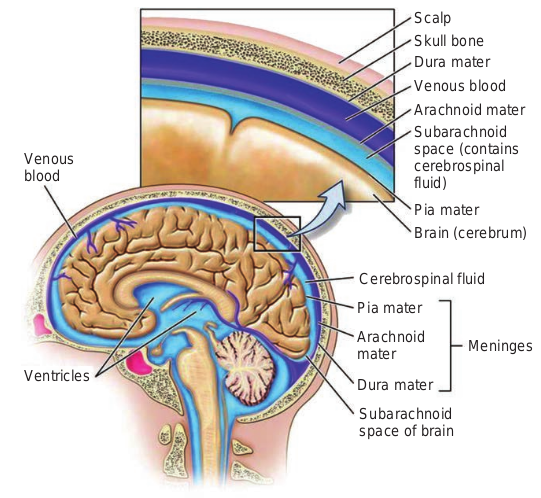 Scalp
Skull bone
Dura mater
Venous blood
Arachnoid mater
Subarachnoid
space (contains
cerebrospinal
fluid)
Pia mater
Brain (cerebrum)
Venous
blood
Cerebrospinal fluid
Pia mater
Arachnoid
mater
Meninges
Dura mater
Ventricles
Subarachnoid
space of brain